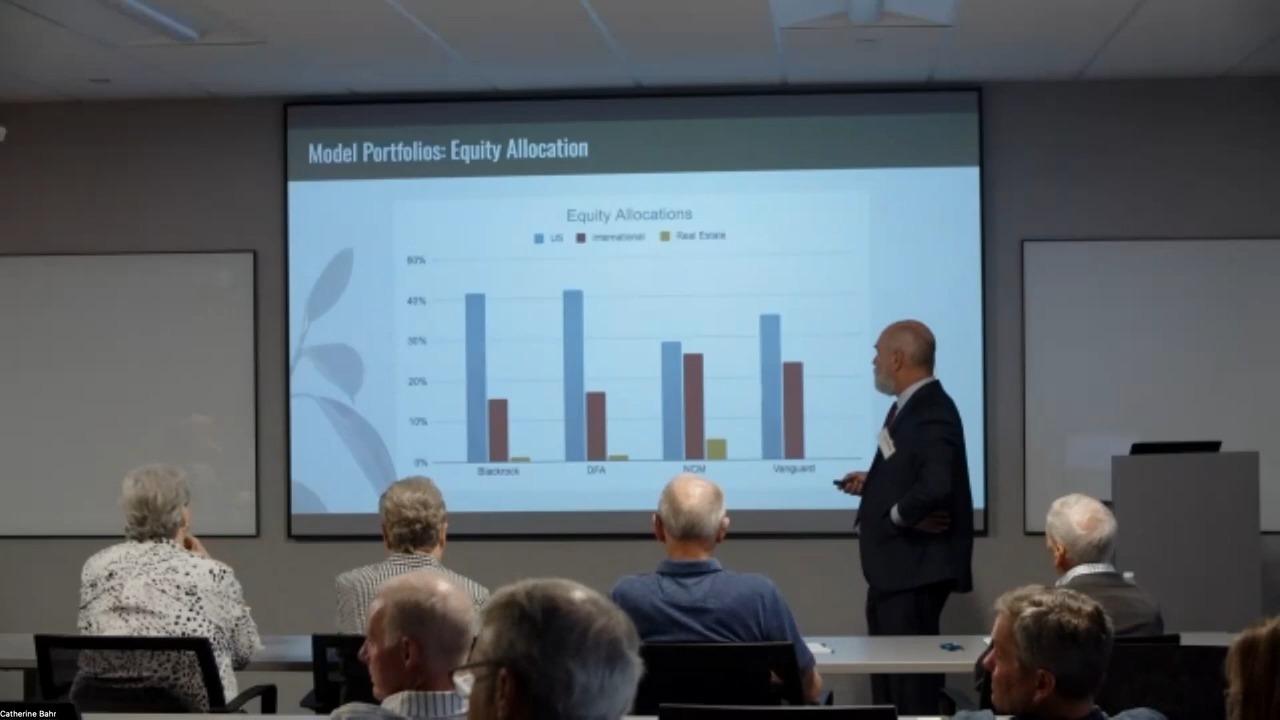 Model Portfolios: Equity Allocation
Equity Allocations
US International Real Estate
60%
40%
30%
20%
10%
0%
Blackrock DFA NCM Vanguard
Catherine Bahr